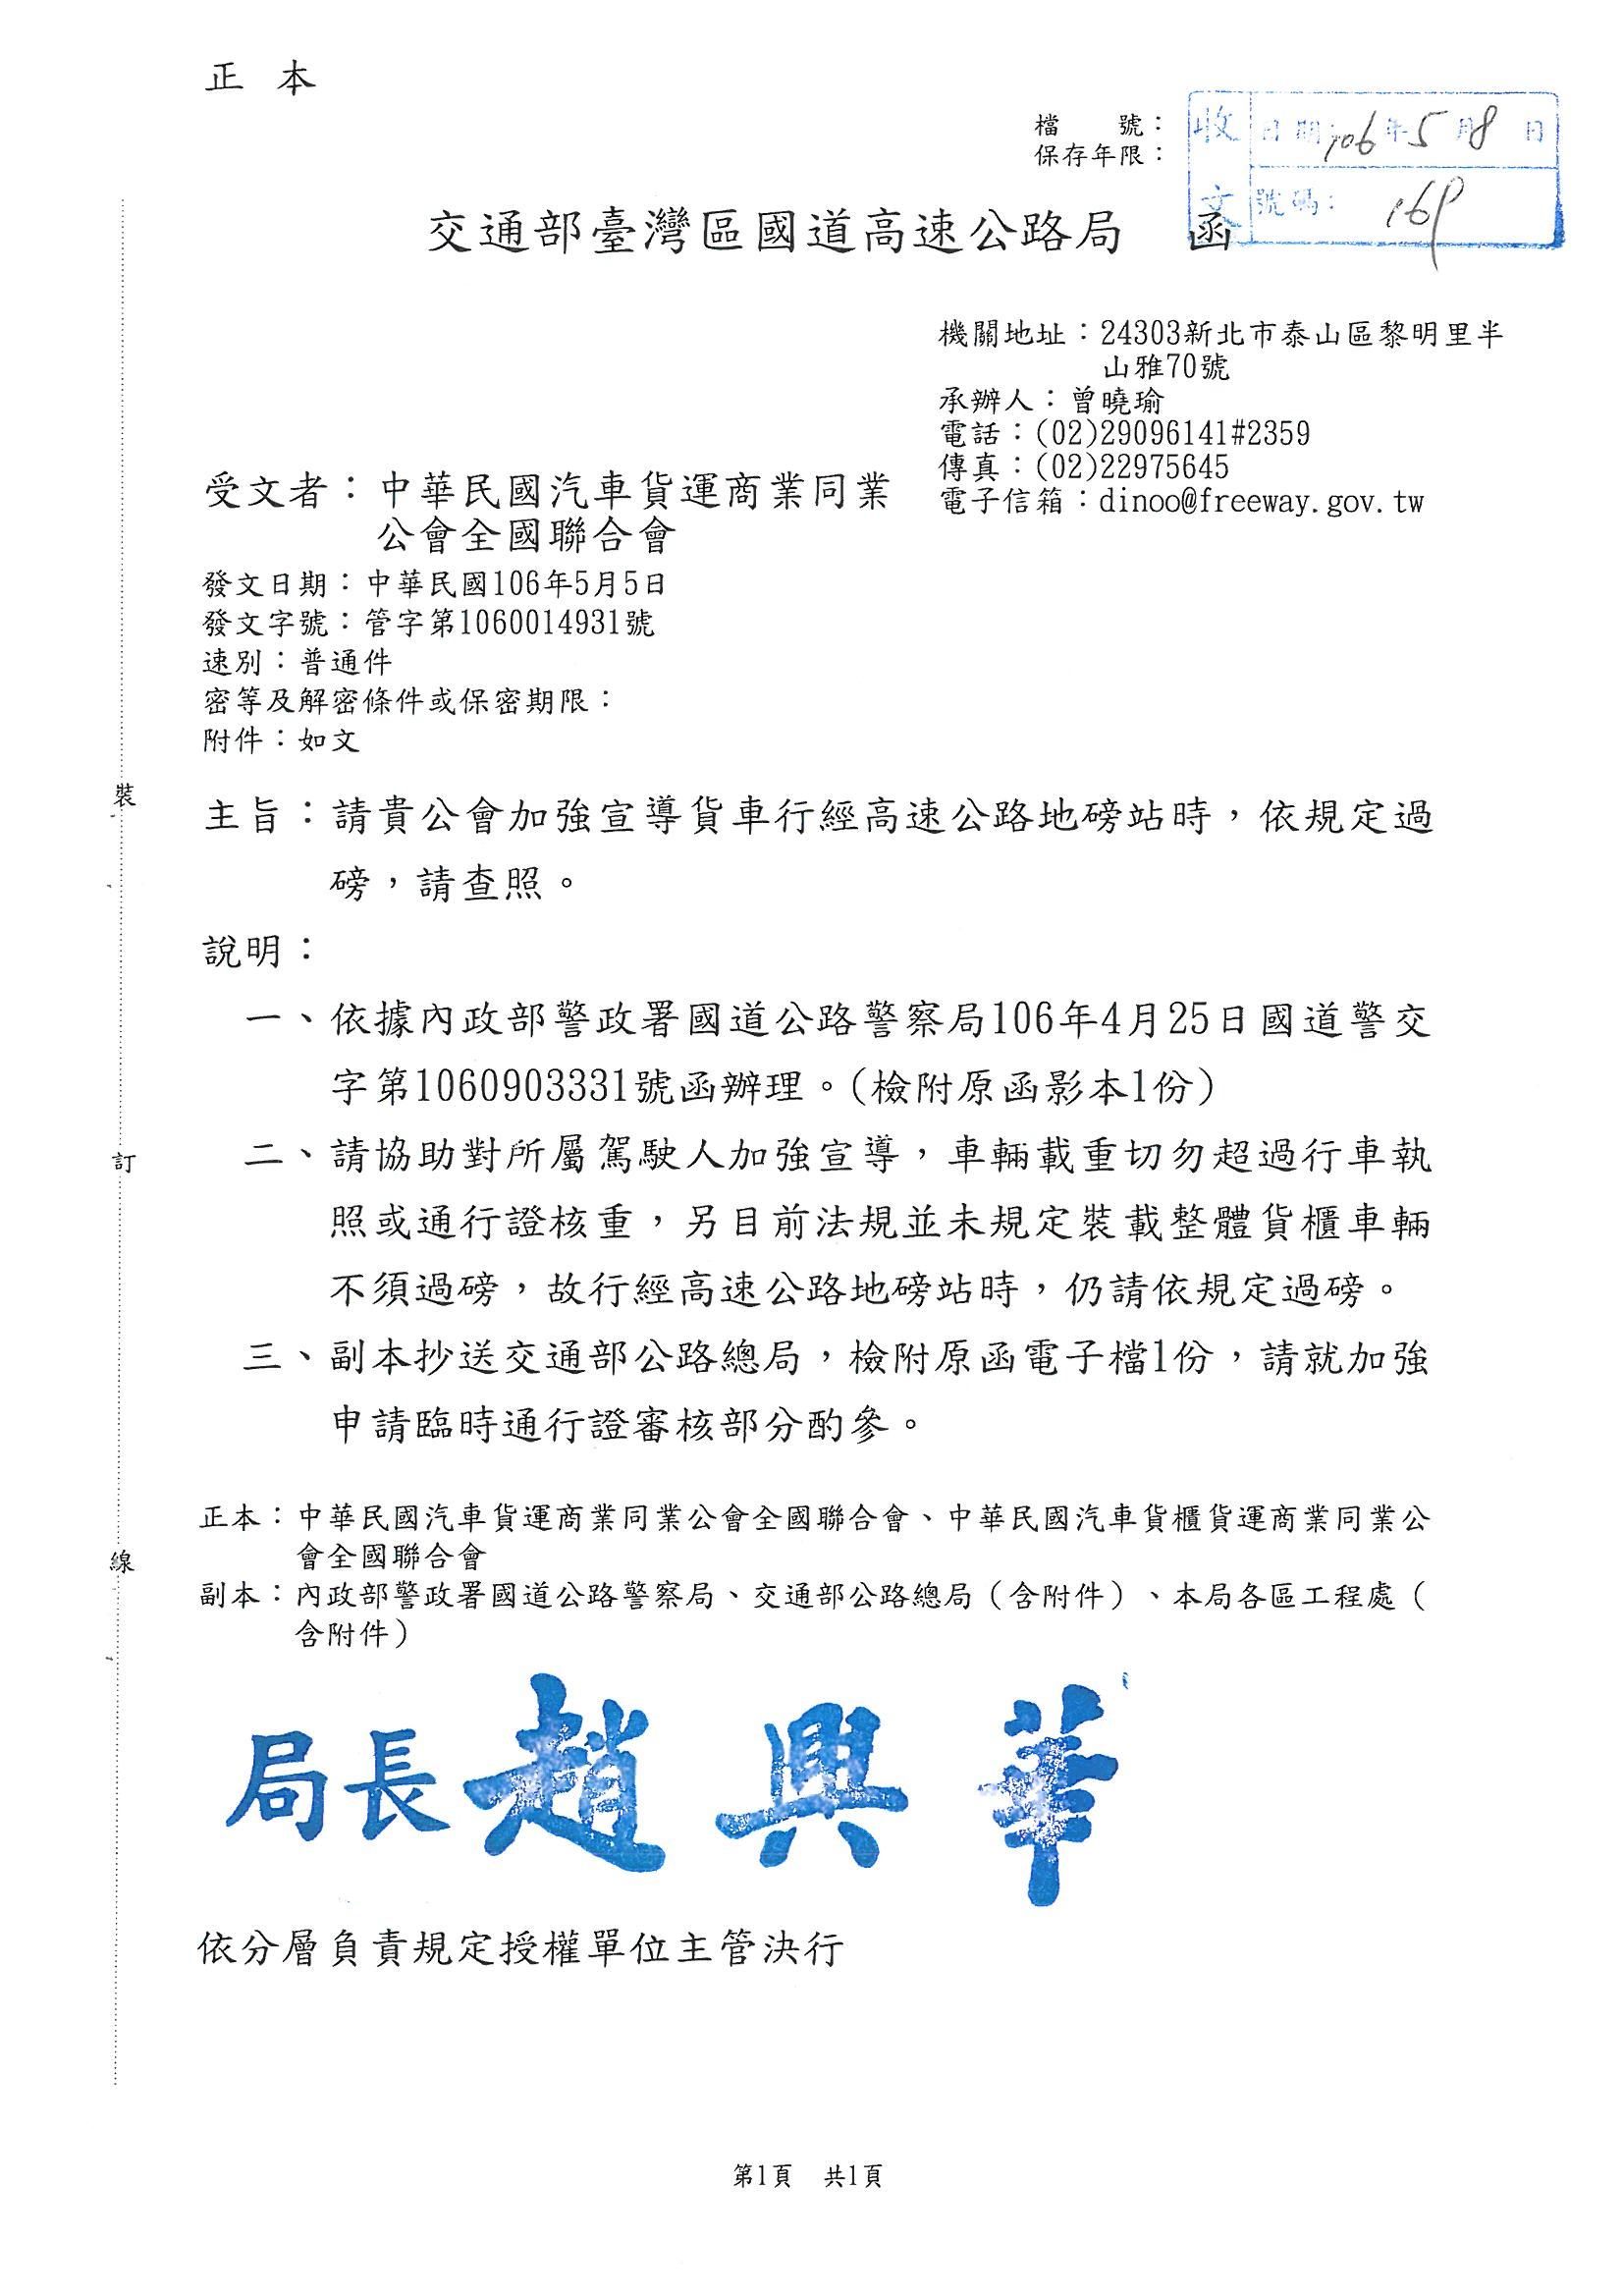 正 本
檔 號：
保存年限：
收文 日期：106年5月8日
號碼：169
交通部臺灣區國道高速公路局 函
機關地址：24303新北市泰山區黎明里半
山雅70號
承辦人：曾曉瑜
電話：(02)29096141#2359
傳真：(02)22975645
電子信箱：dinoo@freeway.gov.tw
受文者：中華民國汽車貨運商業同業
公會全國聯合會
發文日期：中華民國106年5月5日
發文字號：管字第1060014931號
速別：普通件
密等及解密條件或保密期限：
附件：如文
主旨：請貴公會加強宣導貨車行經高速公路地磅站時，依規定過
磅，請查照。
說明：
一、依據內政部警政署國道公路警察局106年4月25日國道警交
字第1060903331號函辦理。(檢附原函影本1份)
二、請協助對所屬駕駛人加強宣導，車輛載重切勿超過行車執
照或通行證核重，另目前法規並未規定裝載整體貨櫃車輛
不須過磅，故行經高速公路地磅站時，仍請依規定過磅。
三、副本抄送交通部公路總局，檢附原函電子檔1份，請就加強
申請臨時通行證審核部分酌參。
正本：中華民國汽車貨運商業同業公會全國聯合會、中華民國汽車貨櫃貨運商業同業公
會全國聯合會
副本：內政部警政署國道公路警察局、交通部公路總局（含附件）、本局各區工程處（
含附件）
局長 趙興華
依分層負責規定授權單位主管決行
裝
訂
線
第1頁 共1頁